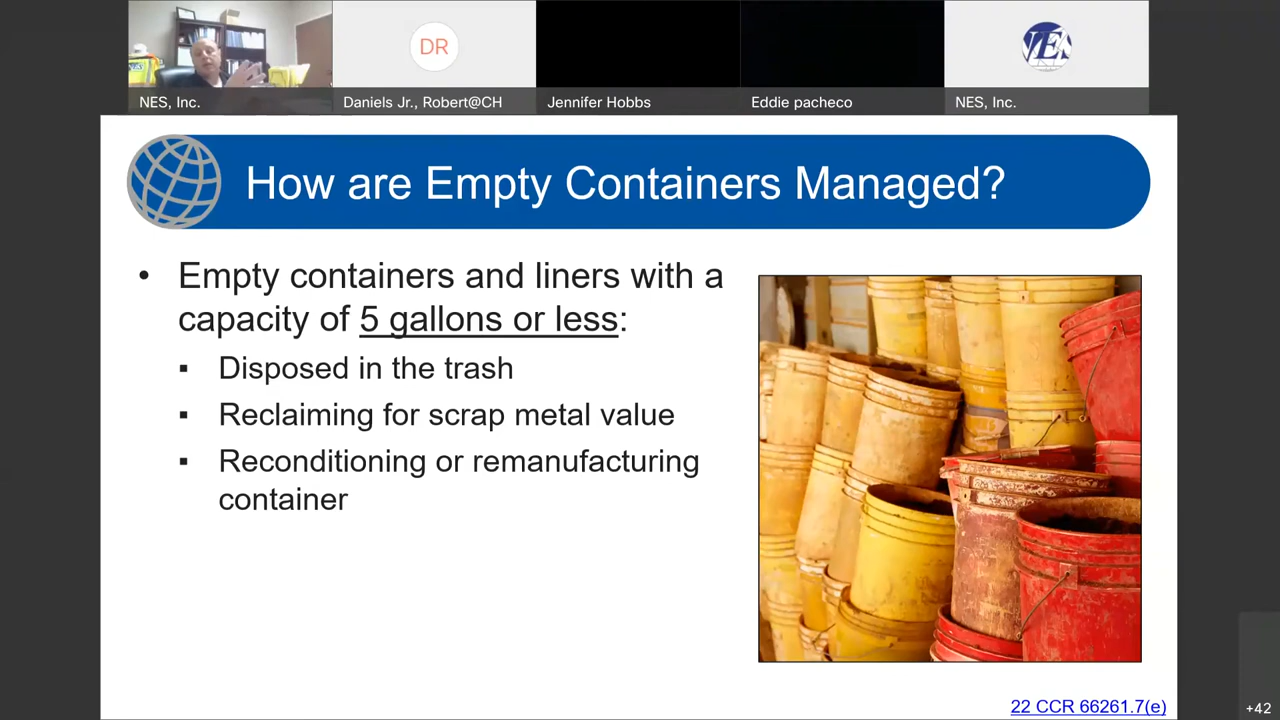 DR
NES, Inc.
Daniels Jr., Robert@CH
Jennifer Hobbs
Eddie pacheco
NES, Inc.
How are Empty Containers Managed?
• Empty containers and liners with a
capacity of 5 gallons or less:
▪ Disposed in the trash
▪ Reclaiming for scrap metal value
▪ Reconditioning or remanufacturing
container
22 CCR 66261.7(e)
+42